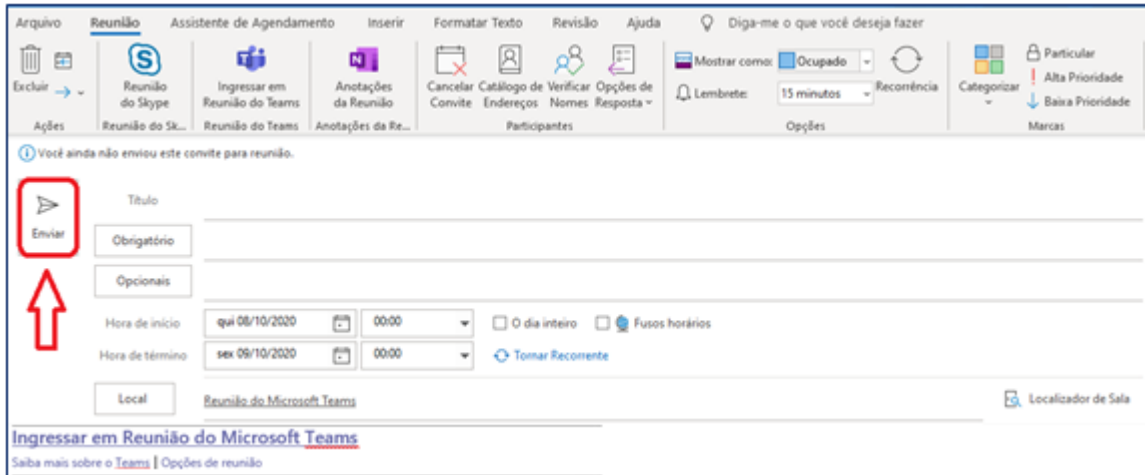 Arquivo Reunião Assistente de Agendamento Inserir Formatar Texto Revisão Ajuda Diga-me o que você deseja fazer
Excluir
Ações
Reunião do Skype
Reunião do Sk...
Ingressar em Reunião do Teams
Reunião do Teams
Anotações da Reunião
Anotações da Re...
Cancelar Convite
Catálogo de Endereços
Verificar Nomes
Opções de Resposta
Participantes
Mostrar como: Ocupado
Lembrete: 15 minutos
Recorrência
Opções
Categorizar
Particular
Alta Prioridade
Baixa Prioridade
Marcas
Você ainda não enviou este convite para reunião.
Enviar
Título
Obrigatório
Opcionais
Hora de início qui 08/10/2020 00:00 O dia inteiro Fusos horários
Hora de término sex 09/10/2020 00:00 Tornar Recorrente
Local Reunião do Microsoft Teams Localizador de Sala
Ingressar em Reunião do Microsoft Teams
Saiba mais sobre o Teams | Opções de reunião